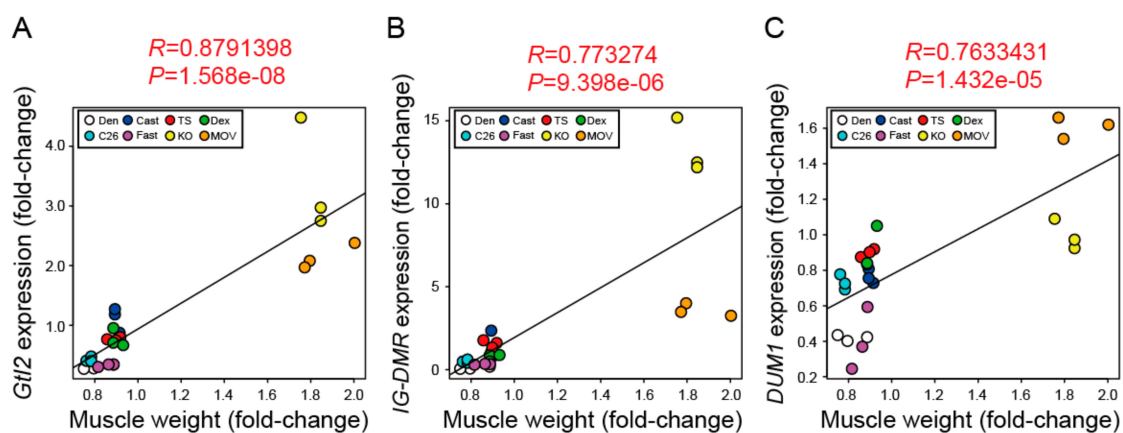 A
R=0.8791398
P=1.568e-08
Gtl2 expression (fold-change)
Den Cast TS Dex
C26 Fast KO MOV
4.0
3.0
2.0
1.0
0.8 1.0 1.2 1.4 1.6 1.8 2.0
Muscle weight (fold-change)
B
R=0.773274
P=9.398e-06
IG-DMR expression (fold-change)
Den Cast TS Dex
C26 Fast KO MOV
15
10
5
0
0.8 1.0 1.2 1.4 1.6 1.8 2.0
Muscle weight (fold-change)
C
R=0.7633431
P=1.432e-05
DUM1 expression (fold-change)
Den Cast TS Dex
C26 Fast KO MOV
1.6
1.4
1.2
1.0
0.8
0.6
0.4
0.2
0.8 1.0 1.2 1.4 1.6 1.8 2.0
Muscle weight (fold-change)